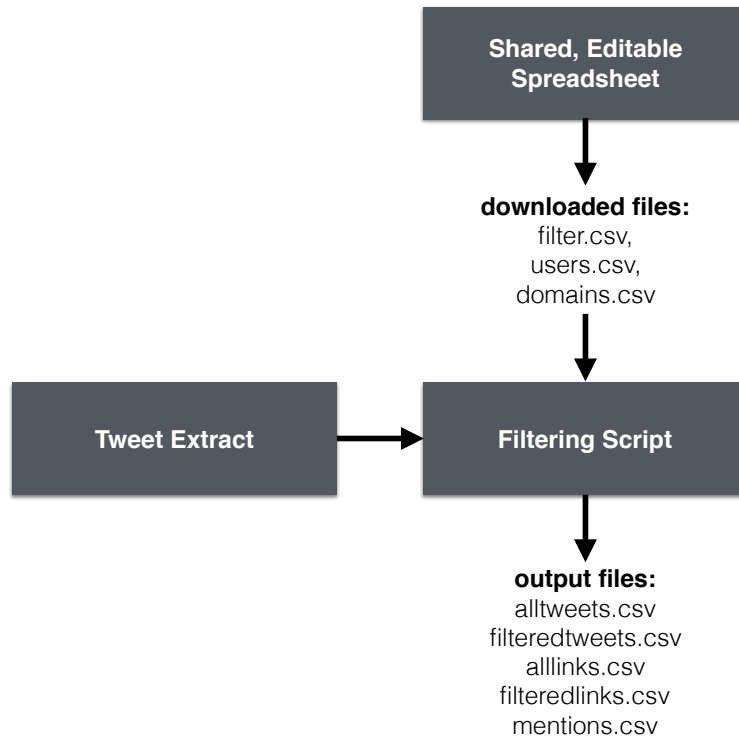 Shared, Editable
Spreadsheet
downloaded files:
filter.csv,
users.csv,
domains.csv
Tweet Extract
Filtering Script
output files:
alltweets.csv
filteredtweets.csv
alllinks.csv
filteredlinks.csv
mentions.csv